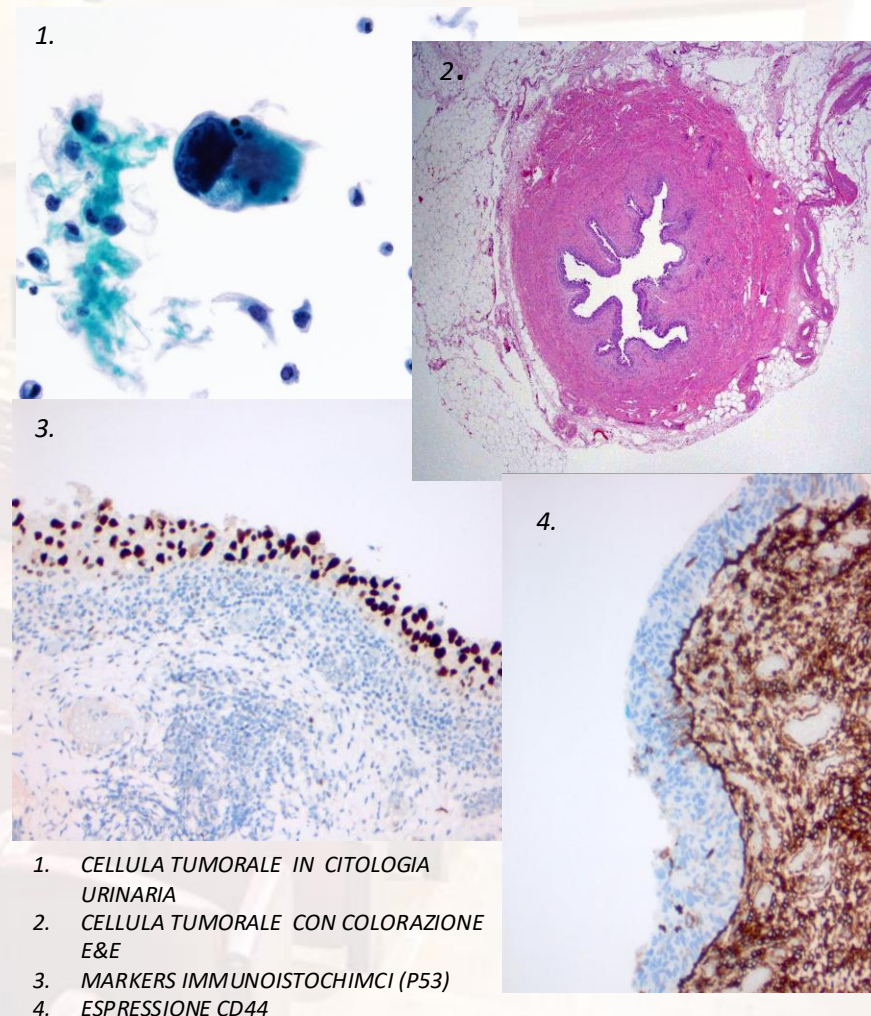 1.
2.
3.
4.
1. CELLULA TUMORALE IN CITOLOGIA
URINARIA
2. CELLULA TUMORALE CON COLORAZIONE
E&E
3. MARKERS IMMUNOISTOCHIMCI (P53)
4. ESPRESSIONE CD44